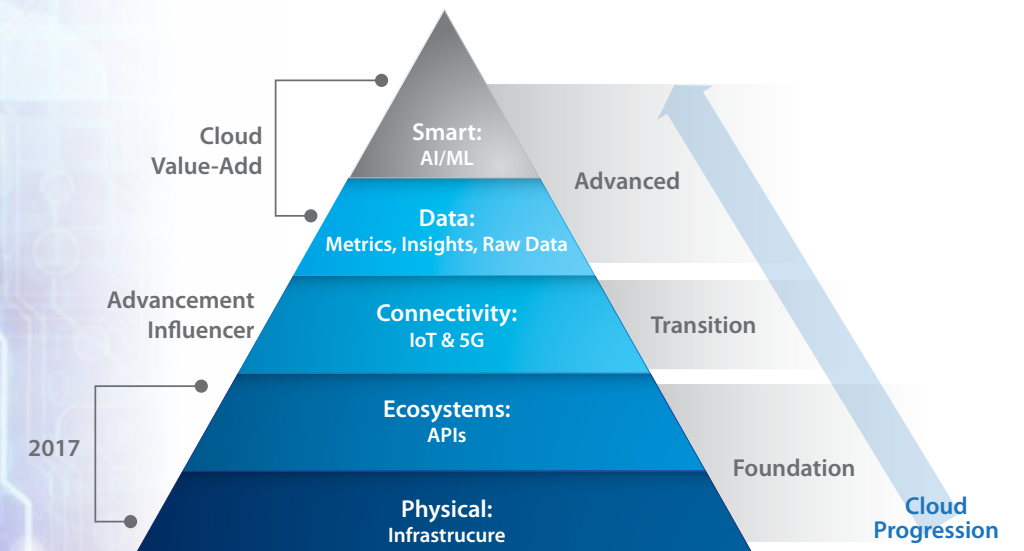 Smart:
AI/ML
Cloud
Value-Add
Advanced
Data:
Metrics, Insights, Raw Data
Advancement
Influencer
Connectivity:
IoT & 5G
Transition
Ecosystems:
APIs
2017
Foundation
Physical:
Infrastrucure
Cloud
Progression